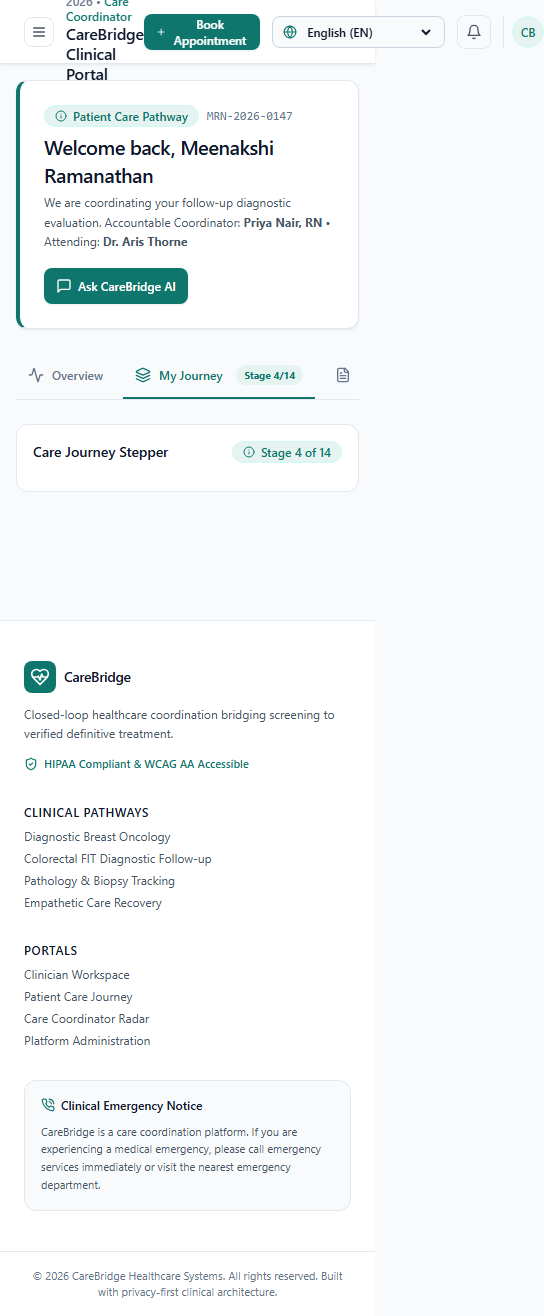 2026 • Care
Coordinator
CareBridge
Clinical
Portal
+ Book
Appointment
English (EN)
CB
Patient Care Pathway MRN-2026-0147
Welcome back, Meenakshi
Ramanathan
We are coordinating your follow-up diagnostic
evaluation. Accountable Coordinator: Priya Nair, RN •
Attending: Dr. Aris Thorne
Ask CareBridge AI
Overview My Journey Stage 4/14
Care Journey Stepper Stage 4 of 14
CareBridge
Closed-loop healthcare coordination bridging screening to
verified definitive treatment.
HIPAA Compliant & WCAG AA Accessible
CLINICAL PATHWAYS
Diagnostic Breast Oncology
Colorectal FIT Diagnostic Follow-up
Pathology & Biopsy Tracking
Empathetic Care Recovery
PORTALS
Clinician Workspace
Patient Care Journey
Care Coordinator Radar
Platform Administration
Clinical Emergency Notice
CareBridge is a care coordination platform. If you are
experiencing a medical emergency, please call emergency
services immediately or visit the nearest emergency
department.
© 2026 CareBridge Healthcare Systems. All rights reserved. Built
with privacy-first clinical architecture.